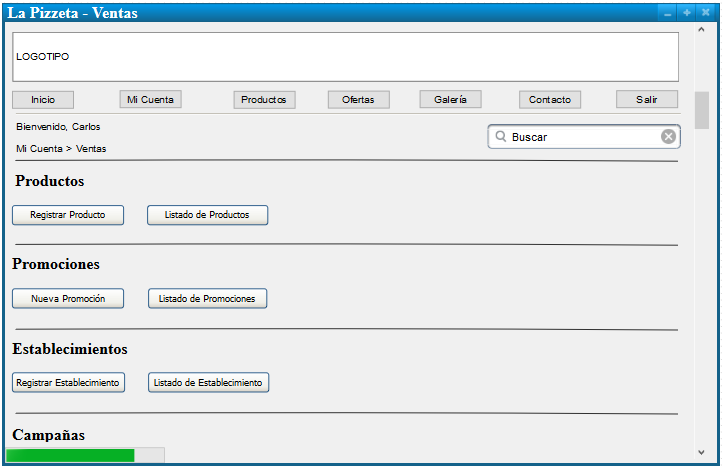 La Pizzeta - Ventas
LOGOTIPO
Inicio Mi Cuenta Productos Ofertas Galería Contacto Salir
Bienvenido, Carlos
Buscar
Mi Cuenta > Ventas
Productos
Registrar Producto Listado de Productos
Promociones
Nueva Promoción Listado de Promociones
Establecimientos
Registrar Establecimiento Listado de Establecimiento
Campañas